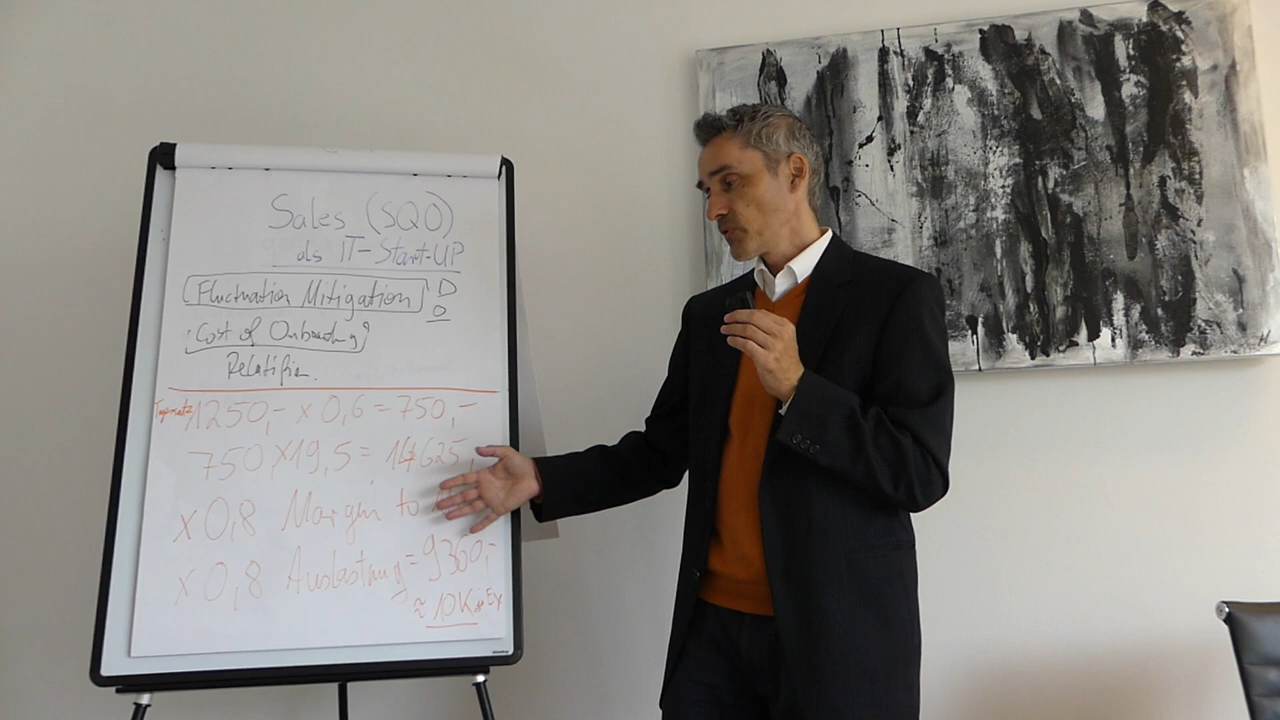 Sales (SQO)
als IT-Start-UP
Fluctuation Mitigation
Cost of Onboarding
Tagessatz 1250,- x 0,6 = 750,-
750 x 19,5 = 14625,
x 0,8 Margin to
x 0,8 Auslastung = 9360,-
≈ 10K